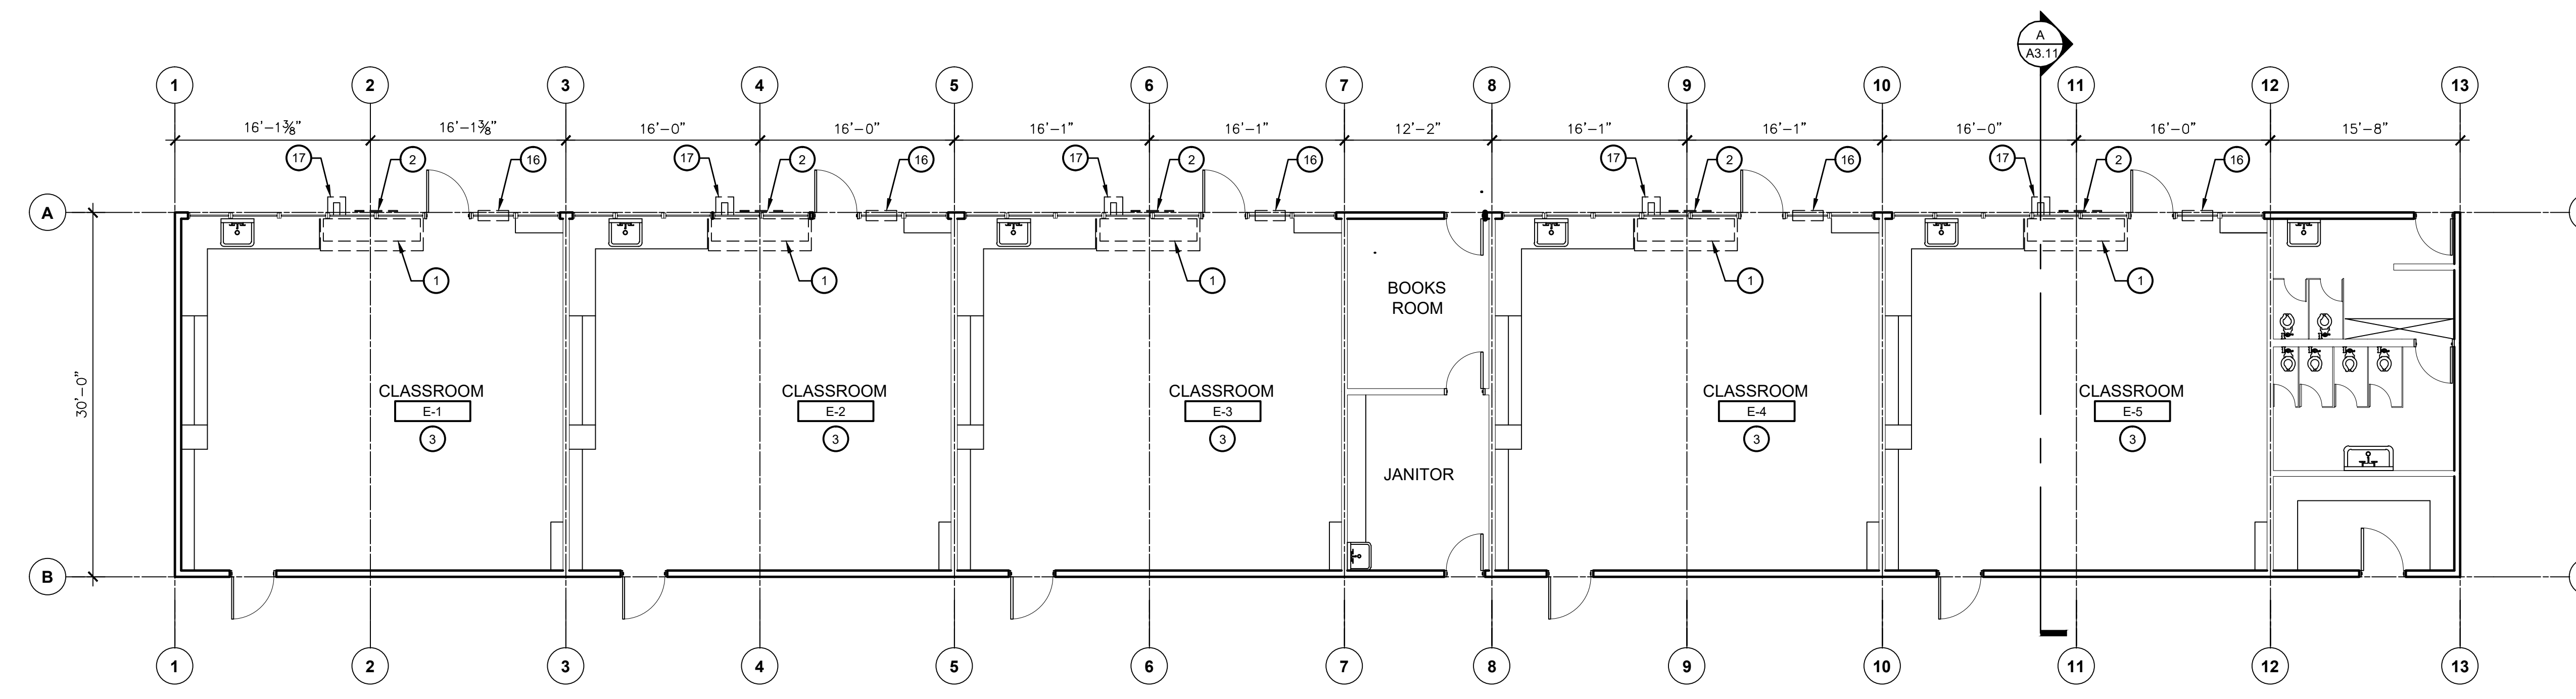 A
A3.11
1 2 3 4 5 6 7 8 9 10 11 12 13
16'-1⅜" 16'-1⅜" 16'-0" 16'-0" 16'-1" 16'-1" 12'-2" 16'-1" 16'-1" 16'-0" 16'-0" 15'-8"
17 2 16 17 2 16 17 2 16 17 2 16 17 2 16
A
1 1 1 1 1
BOOKS
ROOM
30'-0"
CLASSROOM CLASSROOM CLASSROOM CLASSROOM CLASSROOM
E-1 E-2 E-3 E-4 E-5
3 3 3 3 3
JANITOR
B
1 2 3 4 5 6 7 8 9 10 11 12 13